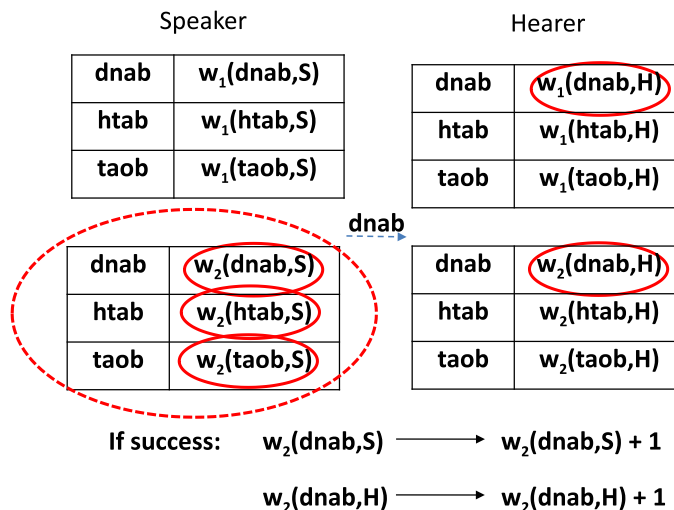 Speaker
Hearer
dnab w₁(dnab,S)
htab w₁(htab,S)
taob w₁(taob,S)
dnab w₁(dnab,H)
htab w₁(htab,H)
taob w₁(taob,H)
dnab
dnab w₂(dnab,S)
htab w₂(htab,S)
taob w₂(taob,S)
dnab w₂(dnab,H)
htab w₂(htab,H)
taob w₂(taob,H)
If success: w₂(dnab,S) → w₂(dnab,S) + 1
w₂(dnab,H) → w₂(dnab,H) + 1